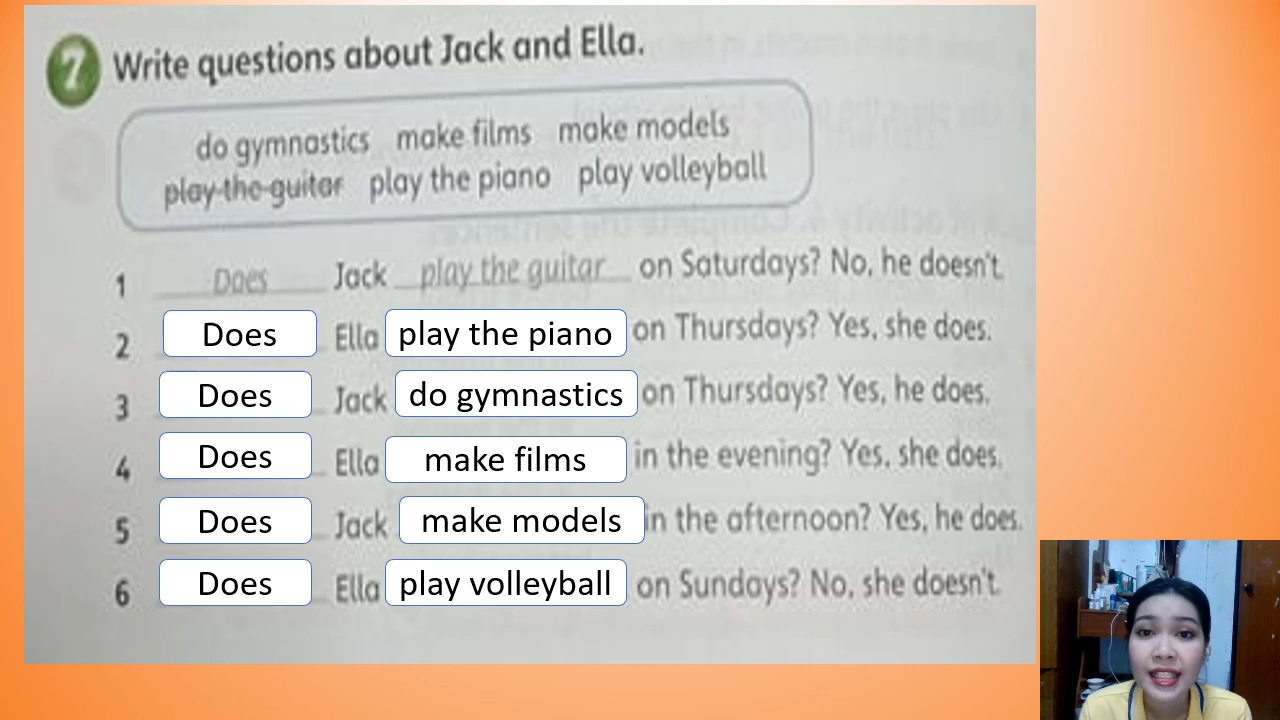 7 Write questions about Jack and Ella.
do gymnastics make films make models
play the guitar play the piano play volleyball
1 Does Jack play the guitar on Saturdays? No, he doesn't.
2 Does Ella play the piano on Thursdays? Yes, she does.
3 Does Jack do gymnastics on Thursdays? Yes, he does.
4 Does Ella make films in the evening? Yes, she does.
5 Does Jack make models in the afternoon? Yes, he does.
6 Does Ella play volleyball on Sundays? No, she doesn't.